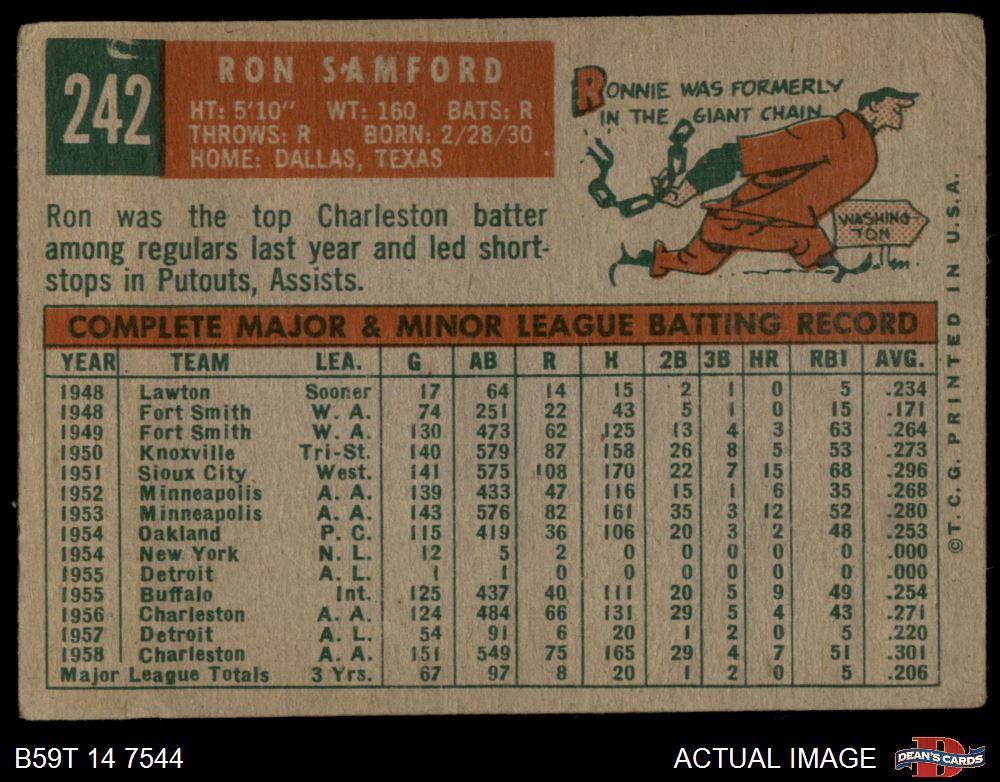 242
RON SAMFORD
HT: 5'10" WT: 160 BATS: R
THROWS: R BORN: 2/28/30
HOME: DALLAS, TEXAS
RONNIE WAS FORMERLY
IN THE GIANT CHAIN
WASHING-
TON
Ron was the top Charleston batter
among regulars last year and led short-
stops in Putouts, Assists.
COMPLETE MAJOR & MINOR LEAGUE BATTING RECORD
YEAR TEAM LEA. G AB R H 2B 3B HR RBI AVG.
1948 Lawton Sooner 17 64 14 15 2 1 0 5 .234
1948 Fort Smith W. A. 74 251 22 43 5 1 0 15 .171
1949 Fort Smith W. A. 130 473 62 125 13 4 3 63 .264
1950 Knoxville Tri-St. 140 579 87 158 26 8 5 53 .273
1951 Sioux City West. 141 575 108 170 22 7 15 68 .296
1952 Minneapolis A. A. 139 433 47 116 15 1 6 35 .268
1953 Minneapolis A. A. 143 576 82 161 35 3 12 52 .280
1954 Oakland P. C. 115 419 36 106 20 3 2 48 .253
1954 New York N. L. 12 5 2 0 0 0 0 0 .000
1955 Detroit A. L. 1 1 0 0 0 0 0 0 .000
1955 Buffalo Int. 125 437 40 111 20 5 9 49 .254
1956 Charleston A. A. 124 484 66 131 29 5 4 43 .271
1957 Detroit A. L. 54 91 6 20 1 2 0 5 .220
1958 Charleston A. A. 151 549 75 165 29 4 7 51 .301
Major League Totals 3 Yrs. 67 97 8 20 1 2 0 5 .206
© T. C. G. PRINTED IN U.S.A.
B59T 14 7544
ACTUAL IMAGE
D
DEAN'S CARDS